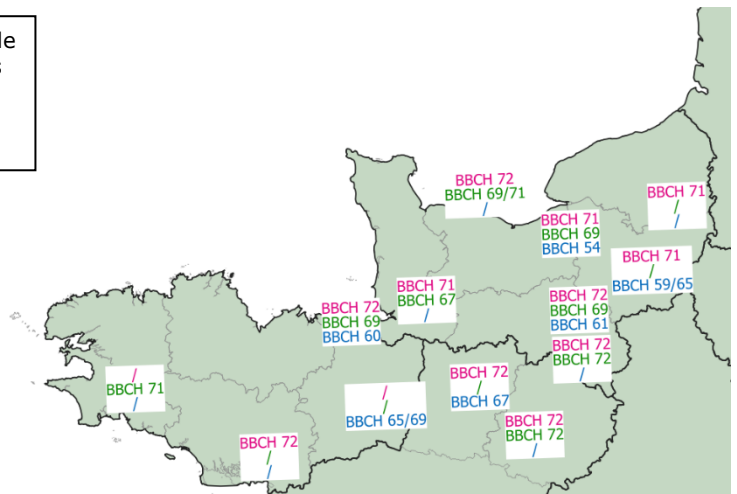 BBCH 72
BBCH 69/71
/
BBCH 71
/
/
BBCH 71
BBCH 69
BBCH 54
BBCH 71
/
BBCH 59/65
BBCH 71
BBCH 67
/
BBCH 72
BBCH 69
BBCH 61
BBCH 72
BBCH 69
BBCH 60
BBCH 72
BBCH 72
/
/
BBCH 71
/
BBCH 72
/
BBCH 67
/
/
BBCH 65/69
BBCH 72
BBCH 72
/
BBCH 72
/
/